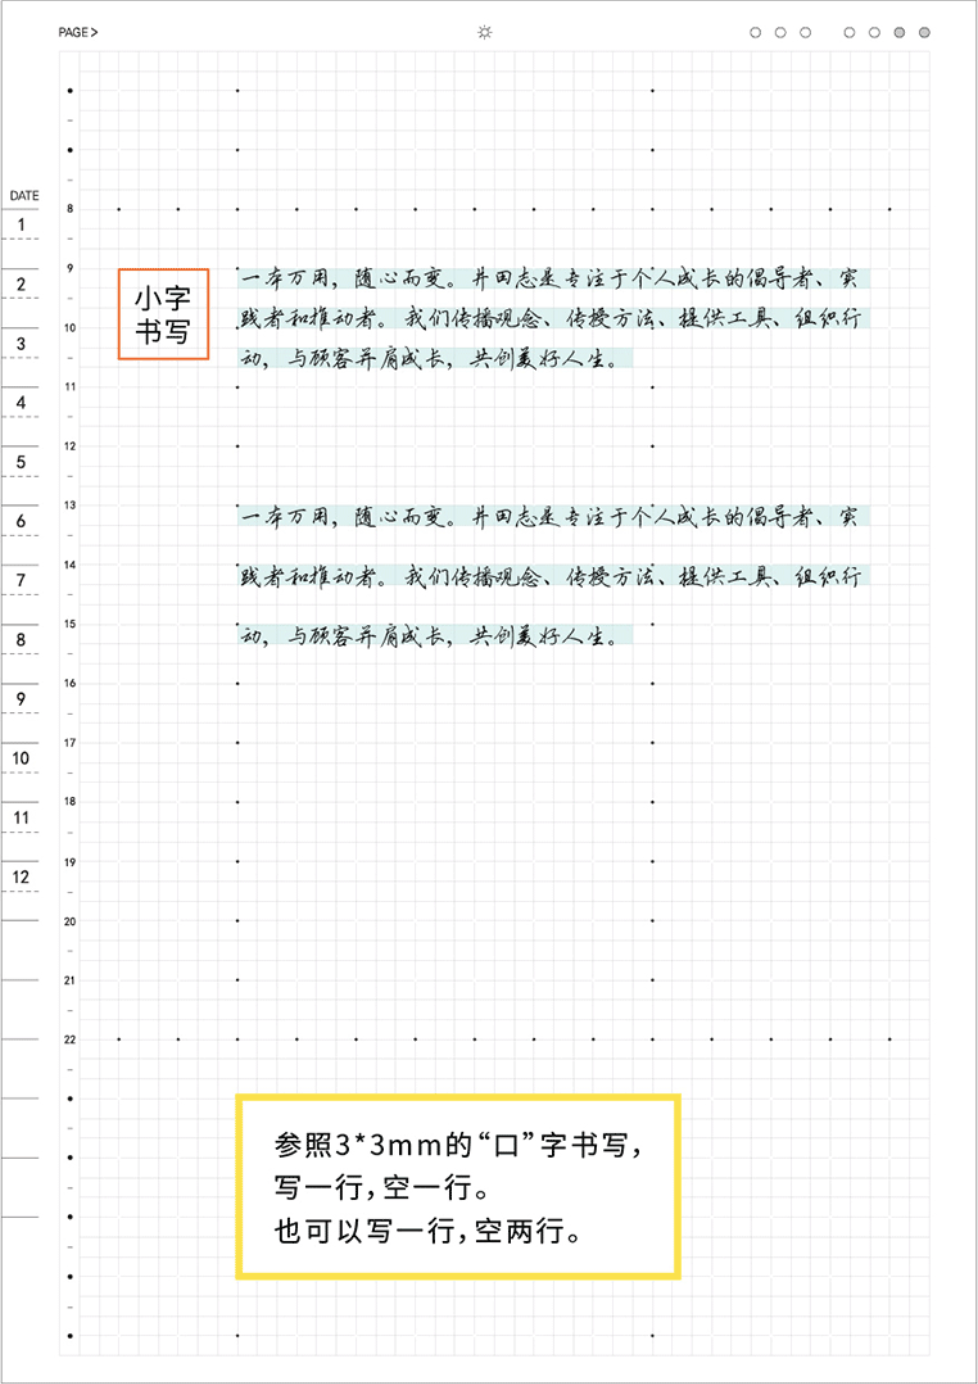 PAGE >
DATE
1
2
3
4
5
6
7
8
9
10
11
12
8
9
10
11
12
13
14
15
16
17
18
19
20
21
22
小字
书写
一本万用，随心而变。井田志是专注于个人成长的倡导者、实
践者和推动者。我们传播观念、传授方法、提供工具、组织行
动，与顾客并肩成长，共创美好人生。
一本万用，随心而变。井田志是专注于个人成长的倡导者、实
践者和推动者。我们传播观念、传授方法、提供工具、组织行
动，与顾客并肩成长，共创美好人生。
参照3*3mm的“口”字书写，
写一行，空一行。
也可以写一行，空两行。